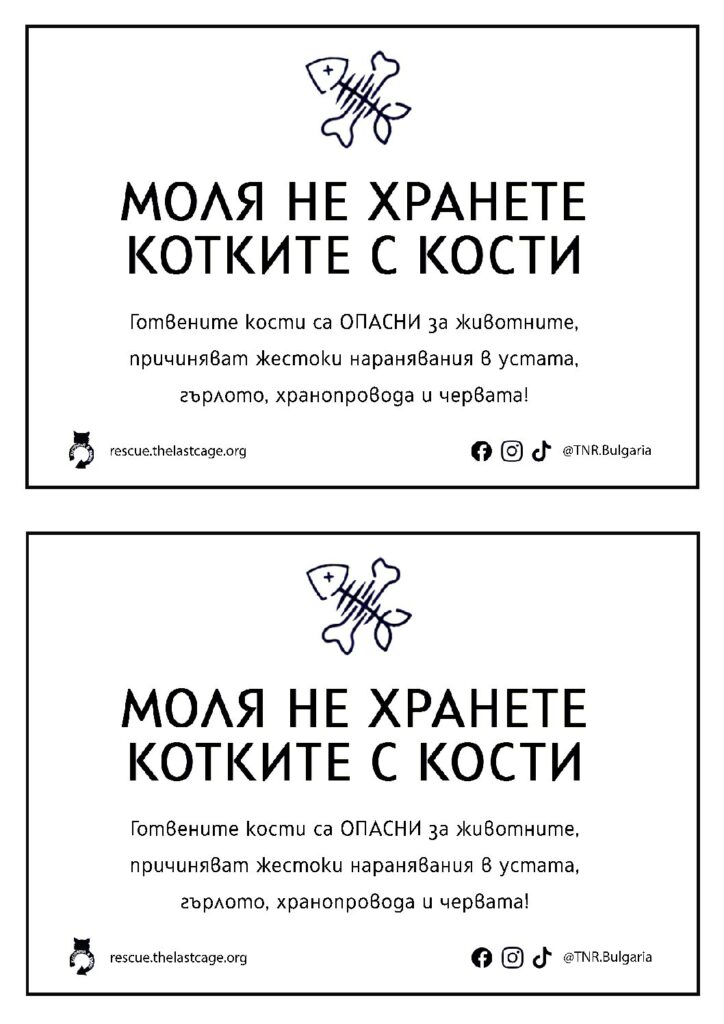 МОЛЯ НЕ ХРАНЕТЕ
КОТКИТЕ С КОСТИ
Готвените кости са ОПАСНИ за животните,
причиняват жестоки наранявания в устата,
гърлото, хранопровода и червата!
rescue.thelastcage.org @TNR.Bulgaria
МОЛЯ НЕ ХРАНЕТЕ
КОТКИТЕ С КОСТИ
Готвените кости са ОПАСНИ за животните,
причиняват жестоки наранявания в устата,
гърлото, хранопровода и червата!
rescue.thelastcage.org @TNR.Bulgaria